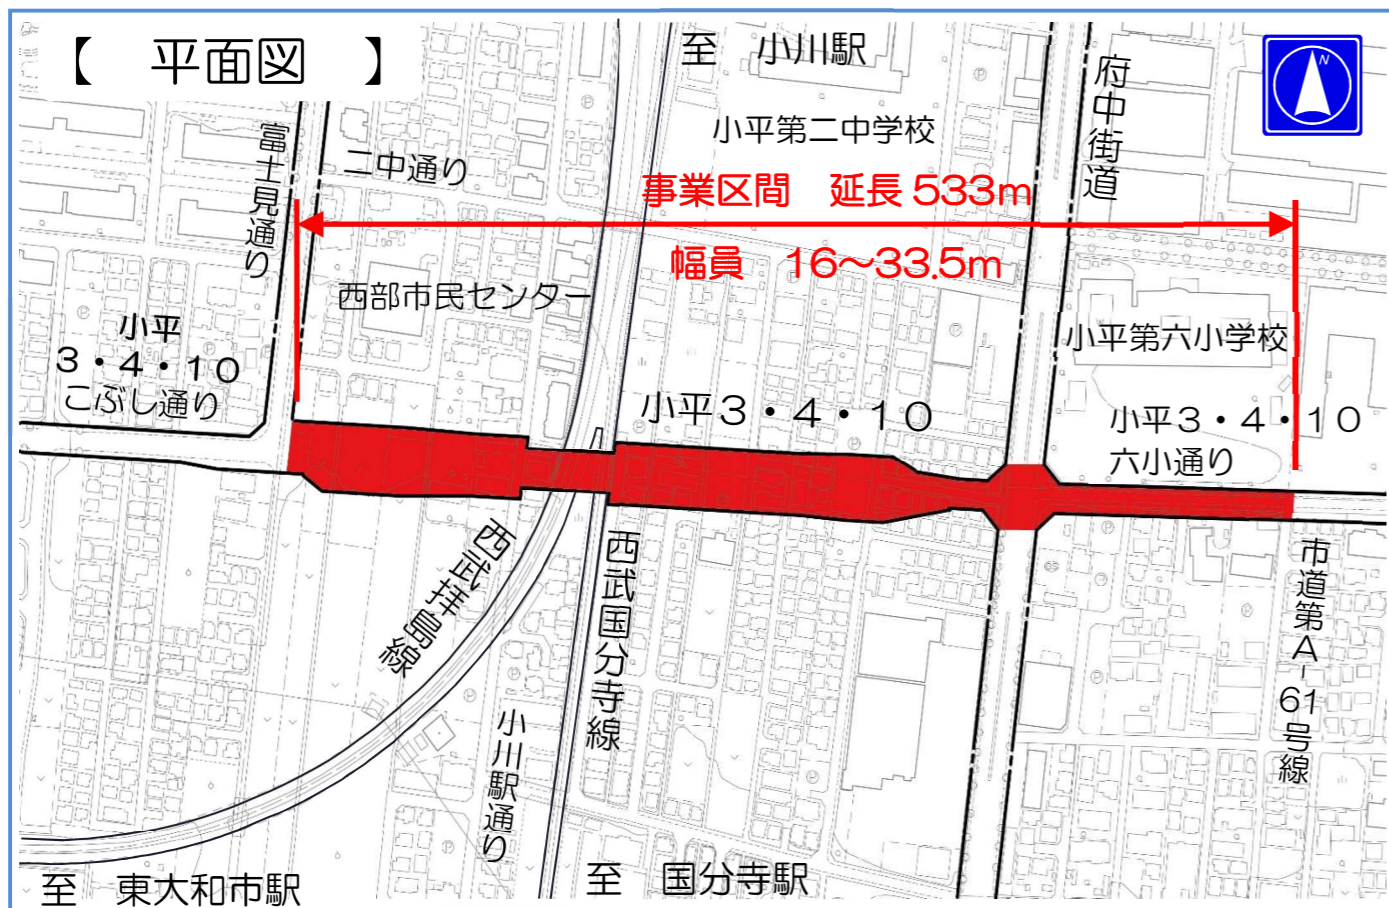 【 平面図 】
至 小川駅
N
府中街道
小平第二中学校
富士見通り
二中通り
事業区間 延長 533m
幅員 16～33.5m
西部市民センター
小平
3・4・10
こぶし通り
小平第六小学校
小平3・4・10
小平3・4・10
六小通り
西武拝島線
西武国分寺線
市道第A-61号線
小川駅通り
至 東大和市駅
至 国分寺駅